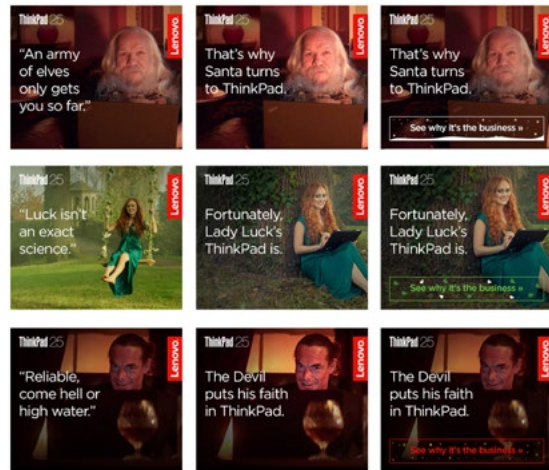 ThinkPad 25
Lenovo
“An army
of elves
only gets
you so far.”
ThinkPad 25
Lenovo
That’s why
Santa turns
to ThinkPad.
ThinkPad 25
Lenovo
That’s why
Santa turns
to ThinkPad.
See why it’s the business »
ThinkPad 25
Lenovo
“Luck isn’t
an exact
science.”
ThinkPad 25
Lenovo
Fortunately,
Lady Luck’s
ThinkPad is.
ThinkPad 25
Lenovo
Fortunately,
Lady Luck’s
ThinkPad is.
See why it’s the business »
ThinkPad 25
Lenovo
“Reliable,
come hell or
high water.”
ThinkPad 25
Lenovo
The Devil
puts his faith
in ThinkPad.
ThinkPad 25
Lenovo
The Devil
puts his faith
in ThinkPad.
See why it’s the business »